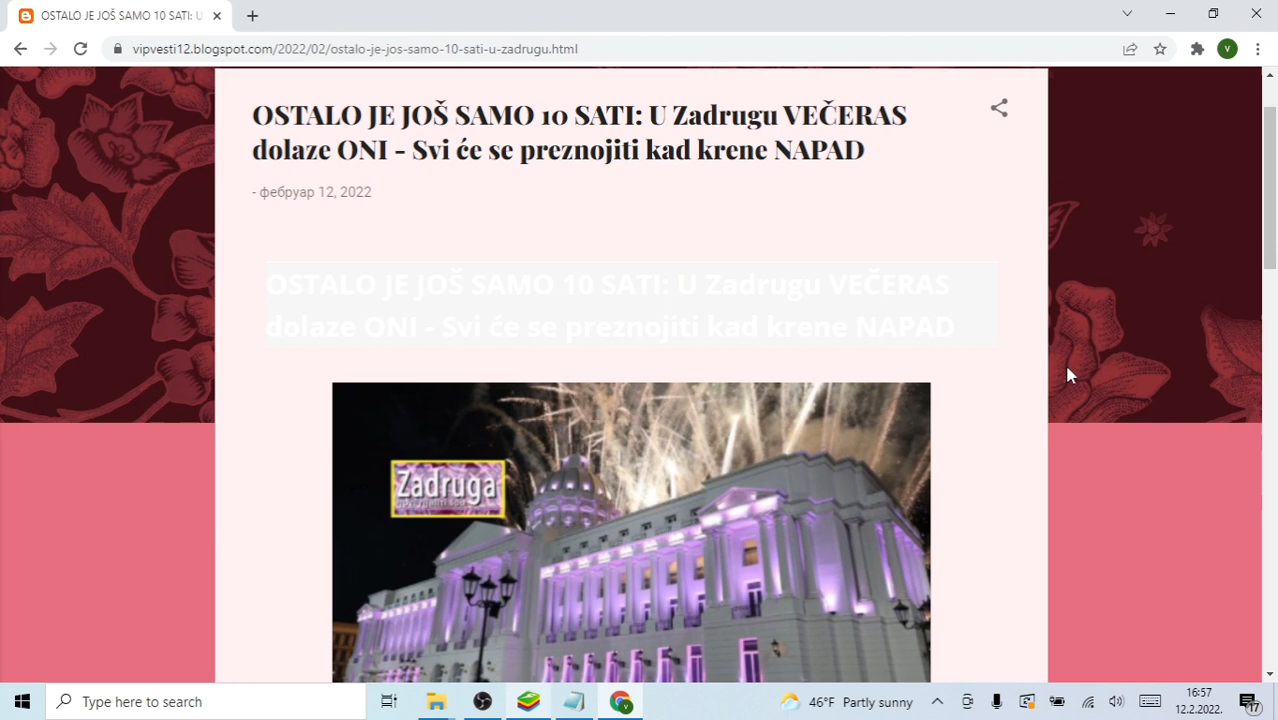 OSTALO JE JOŠ SAMO 10 SATI: U
vipvesti12.blogspot.com/2022/02/ostalo-je-jos-samo-10-sati-u-zadrugu.html
V
OSTALO JE JOŠ SAMO 10 SATI: U Zadrugu VEČERAS
dolaze ONI - Svi će se preznojiti kad krene NAPAD
- фебруар 12, 2022
OSTALO JE JOŠ SAMO 10 SATI: U Zadrugu VEČERAS
dolaze ONI - Svi će se preznojiti kad krene NAPAD
Zadruga
Type here to search
46°F Partly sunny
16:57
12.2.2022.
17